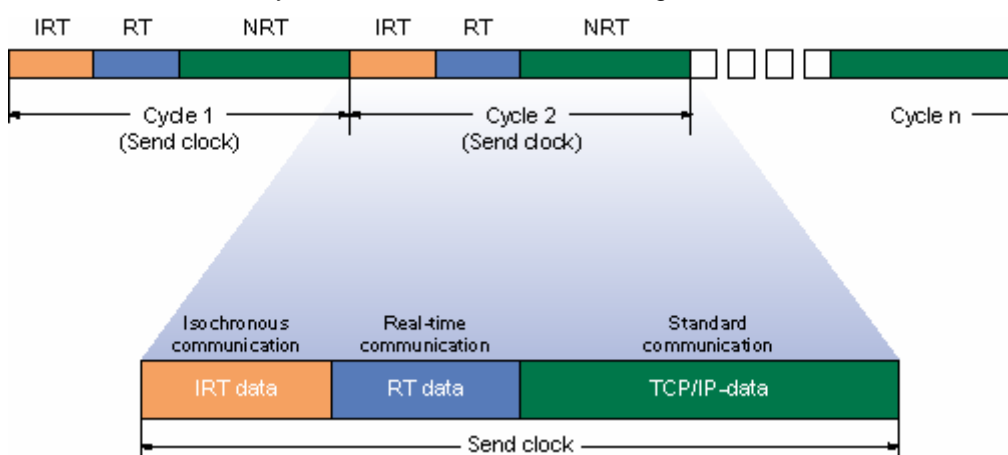 IRT RT NRT IRT RT NRT
Cycle 1 Cycle 2 Cycle n
(Send clock) (Send clock)
Isochronous Real-time Standard
communication communication communication
IRT data RT data TCP/IP-data
Send clock